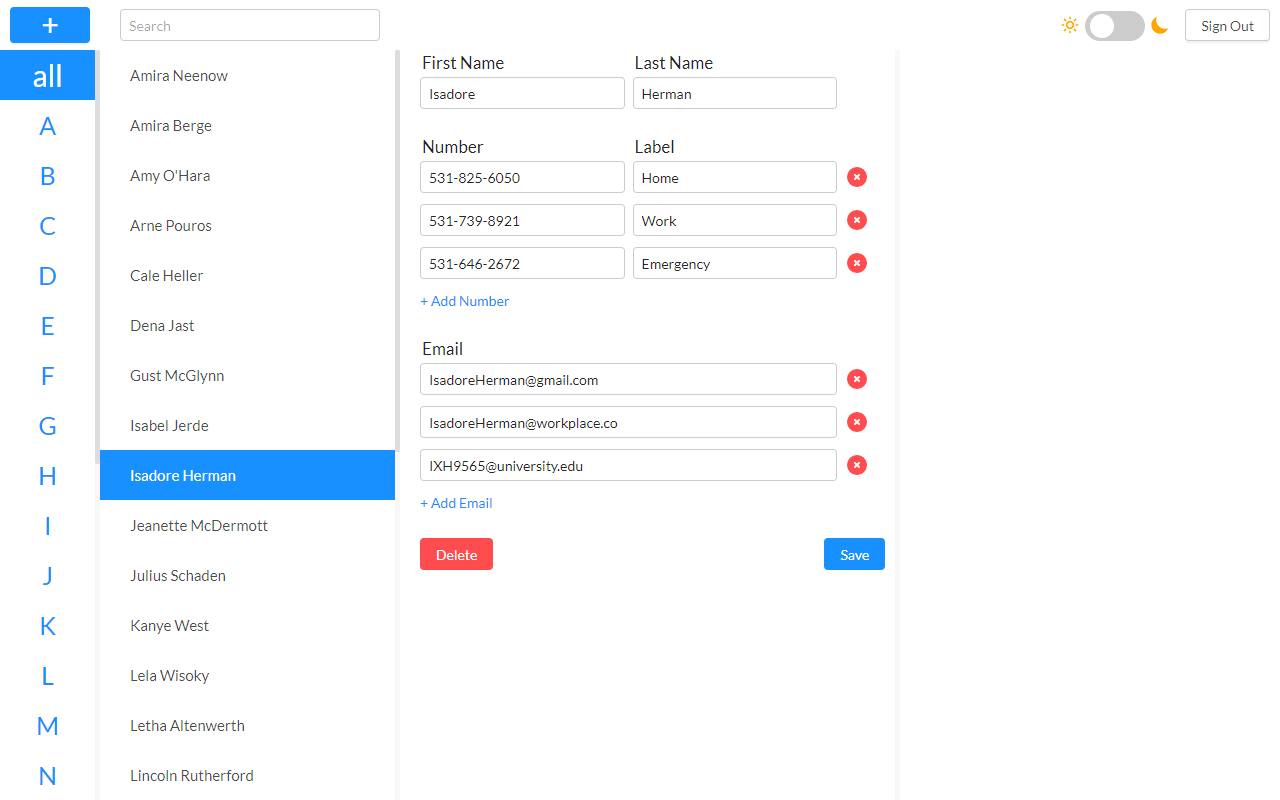 +
Search
Sign Out
all
A
B
C
D
E
F
G
H
I
J
K
L
M
N
Amira Neenow
Amira Berge
Amy O'Hara
Arne Pouros
Cale Heller
Dena Jast
Gust McGlynn
Isabel Jerde
Isadore Herman
Jeanette McDermott
Julius Schaden
Kanye West
Lela Wisoky
Letha Altenwerth
Lincoln Rutherford
First Name Last Name
Isadore Herman
Number Label
531-825-6050 Home
531-739-8921 Work
531-646-2672 Emergency
+ Add Number
Email
IsadoreHerman@gmail.com
IsadoreHerman@workplace.co
IXH9565@university.edu
+ Add Email
Delete Save